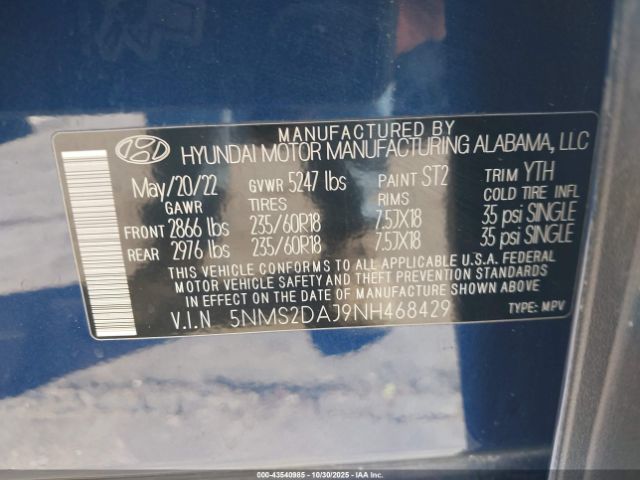 MANUFACTURED BY
HYUNDAI MOTOR MANUFACTURING ALABAMA, LLC
May/20/22 GVWR 5247 lbs PAINT ST2 TRIM YTH
GAWR TIRES RIMS COLD TIRE INFL
FRONT 2866 lbs 235/60R18 7.5JX18 35 psi SINGLE
REAR 2976 lbs 235/60R18 7.5JX18 35 psi SINGLE
THIS VEHICLE CONFORMS TO ALL APPLICABLE U.S.A. FEDERAL
MOTOR VEHICLE SAFETY AND THEFT PREVENTION STANDARDS
IN EFFECT ON THE DATE OF MANUFACTURE SHOWN ABOVE
V.I.N 5NMS2DAJ9NH468429 TYPE: MPV
000-43540985 - 10/30/2025 - IAA Inc.